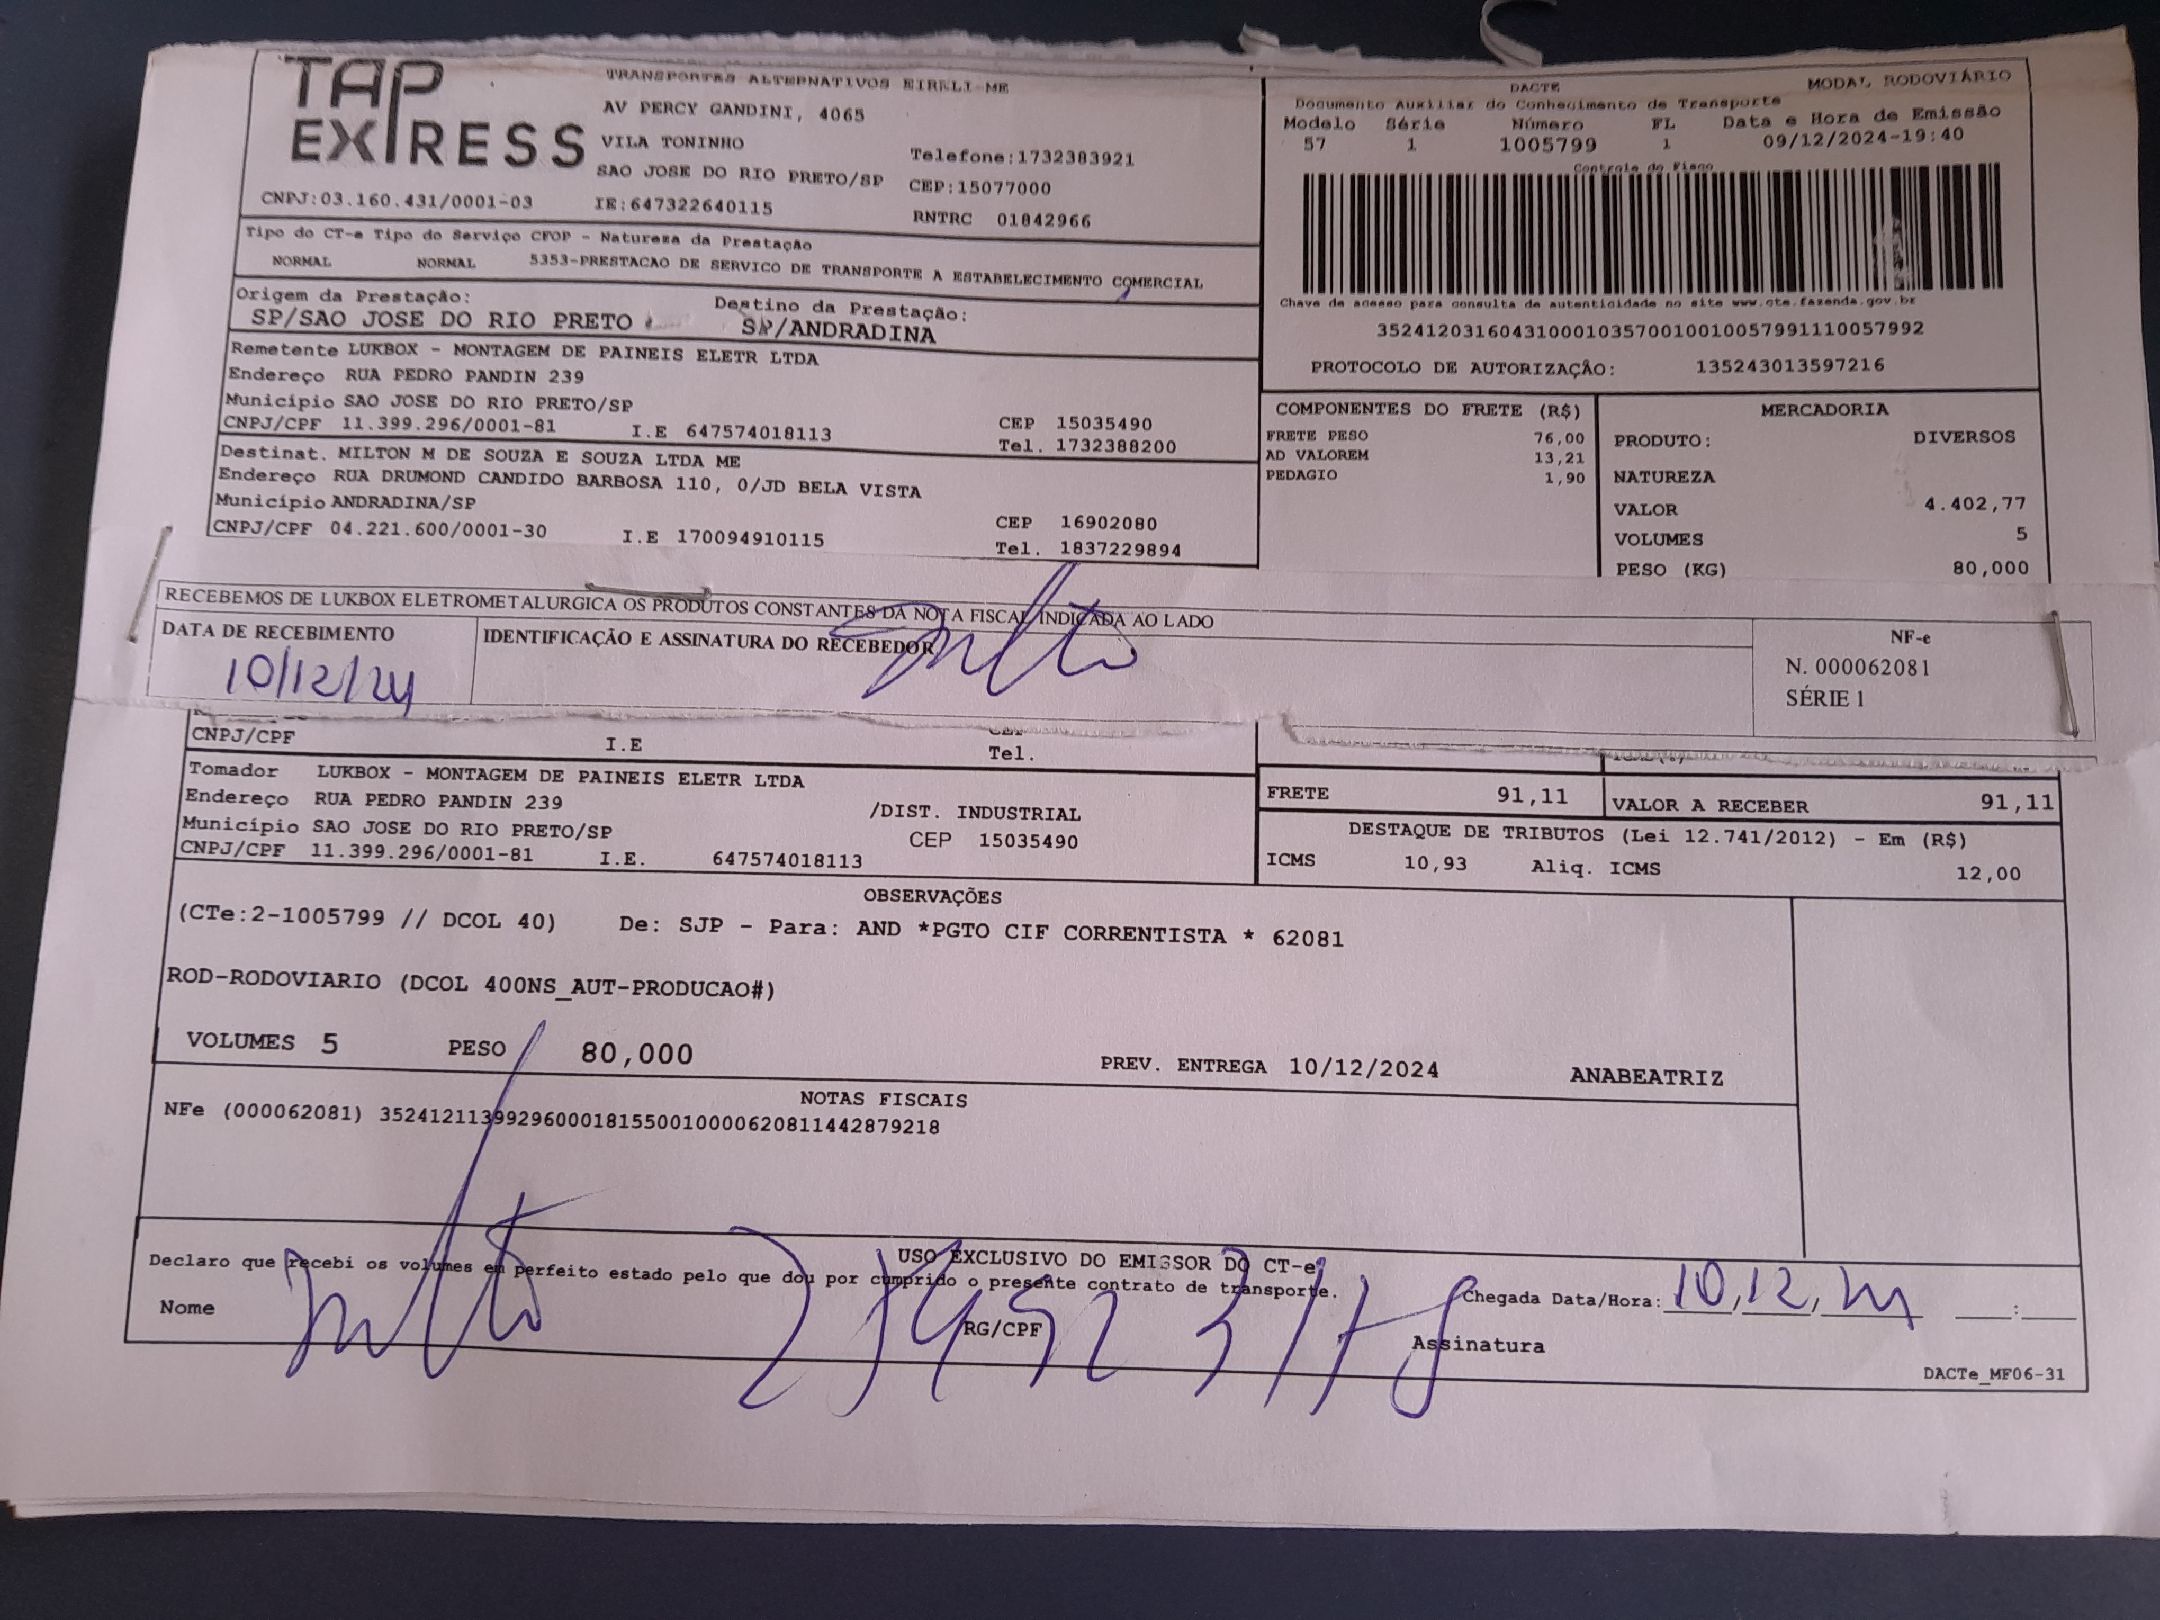 TAP
EXPRESS
TRANSPORTES ALTERNATIVOS EIRELI-ME
AV PERCY GANDINI, 4065
VILA TONINHO
SAO JOSE DO RIO PRETO/SP
Telefone:1732383921
CEP:15077000
CNPJ:03.160.431/0001-03
IE:647322640115
RNTRC 01842966
DACTE
MODAL RODOVIÁRIO
Documento Auxiliar do Conhecimento de Transporte
Modelo Série Número FL Data e Hora de Emissão
57 1 1005799 1 09/12/2024-19:40
Controle do Fisco
Tipo do CT-e Tipo do Serviço CFOP - Natureza da Prestação
NORMAL NORMAL 5353-PRESTACAO DE SERVICO DE TRANSPORTE A ESTABELECIMENTO COMERCIAL
Origem da Prestação: Destino da Prestação:
SP/SAO JOSE DO RIO PRETO SP/ANDRADINA
Chave de acesso para consulta de autenticidade no site www.cte.fazenda.gov.br
35241203160431000103570010010057991110057992
PROTOCOLO DE AUTORIZAÇÃO: 135243013597216
Remetente LUKBOX - MONTAGEM DE PAINEIS ELETR LTDA
Endereço RUA PEDRO PANDIN 239
Município SAO JOSE DO RIO PRETO/SP
CEP 15035490
CNPJ/CPF 11.399.296/0001-81 I.E 647574018113 Tel. 1732388200
Destinat. MILTON M DE SOUZA E SOUZA LTDA ME
Endereço RUA DRUMOND CANDIDO BARBOSA 110, 0/JD BELA VISTA
Município ANDRADINA/SP
CEP 16902080
CNPJ/CPF 04.221.600/0001-30 I.E 170094910115 Tel. 1837229894
COMPONENTES DO FRETE (R$)
FRETE PESO 76,00
AD VALOREM 13,21
PEDAGIO 1,90
MERCADORIA
PRODUTO: DIVERSOS
NATUREZA
VALOR 4.402,77
VOLUMES 5
PESO (KG) 80,000
RECEBEMOS DE LUKBOX ELETROMETALURGICA OS PRODUTOS CONSTANTES DA NOTA FISCAL INDICADA AO LADO
DATA DE RECEBIMENTO
10/12/24
IDENTIFICAÇÃO E ASSINATURA DO RECEBEDOR
NF-e
N. 000062081
SÉRIE 1
CNPJ/CPF I.E Tel.
Tomador LUKBOX - MONTAGEM DE PAINEIS ELETR LTDA
Endereço RUA PEDRO PANDIN 239 /DIST. INDUSTRIAL
Município SAO JOSE DO RIO PRETO/SP CEP 15035490
CNPJ/CPF 11.399.296/0001-81 I.E. 647574018113
FRETE 91,11 VALOR A RECEBER 91,11
DESTAQUE DE TRIBUTOS (Lei 12.741/2012) - Em (R$)
ICMS 10,93 Aliq. ICMS 12,00
OBSERVAÇÕES
(CTe:2-1005799 // DCOL 40) De: SJP - Para: AND *PGTO CIF CORRENTISTA * 62081
ROD-RODOVIARIO (DCOL 400NS_AUT-PRODUCAO#)
VOLUMES 5 PESO 80,000 PREV. ENTREGA 10/12/2024 ANABEATRIZ
NOTAS FISCAIS
NFe (000062081) 35241211399296000181550010000620811442879218
USO EXCLUSIVO DO EMISSOR DO CT-e
Declaro que recebi os volumes em perfeito estado pelo que dou por cumprido o presente contrato de transporte.
Chegada Data/Hora: 10/12/24 :
Nome RG/CPF Assinatura
DACTe_MF06-31